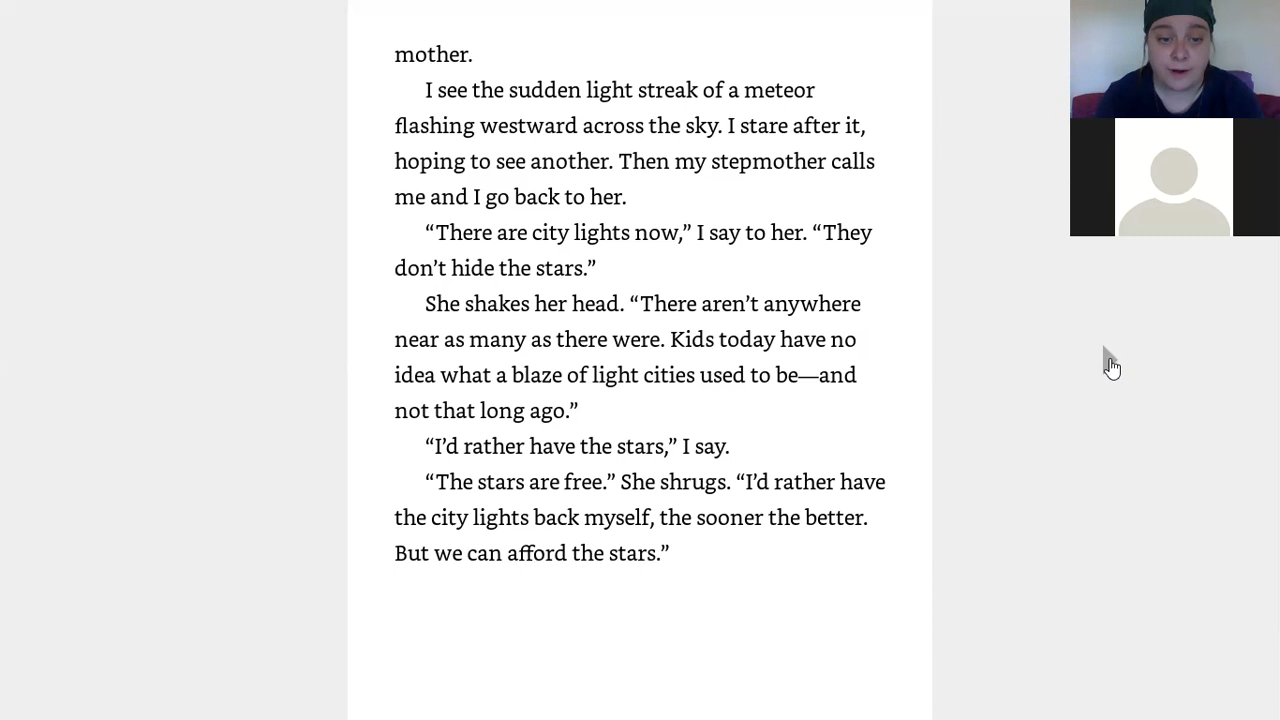 mother.
I see the sudden light streak of a meteor
flashing westward across the sky. I stare after it,
hoping to see another. Then my stepmother calls
me and I go back to her.
“There are city lights now,” I say to her. “They
don’t hide the stars.”
She shakes her head. “There aren’t anywhere
near as many as there were. Kids today have no
idea what a blaze of light cities used to be—and
not that long ago.”
“I’d rather have the stars,” I say.
“The stars are free.” She shrugs. “I’d rather have
the city lights back myself, the sooner the better.
But we can afford the stars.”